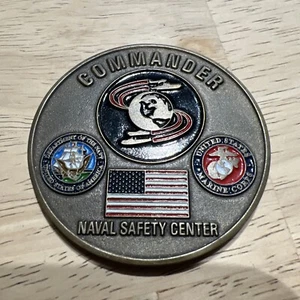 COMMANDER
DEPARTMENT OF THE NAVY
UNITED STATES OF AMERICA
UNITED STATES
MARINE CORPS
NAVAL SAFETY CENTER